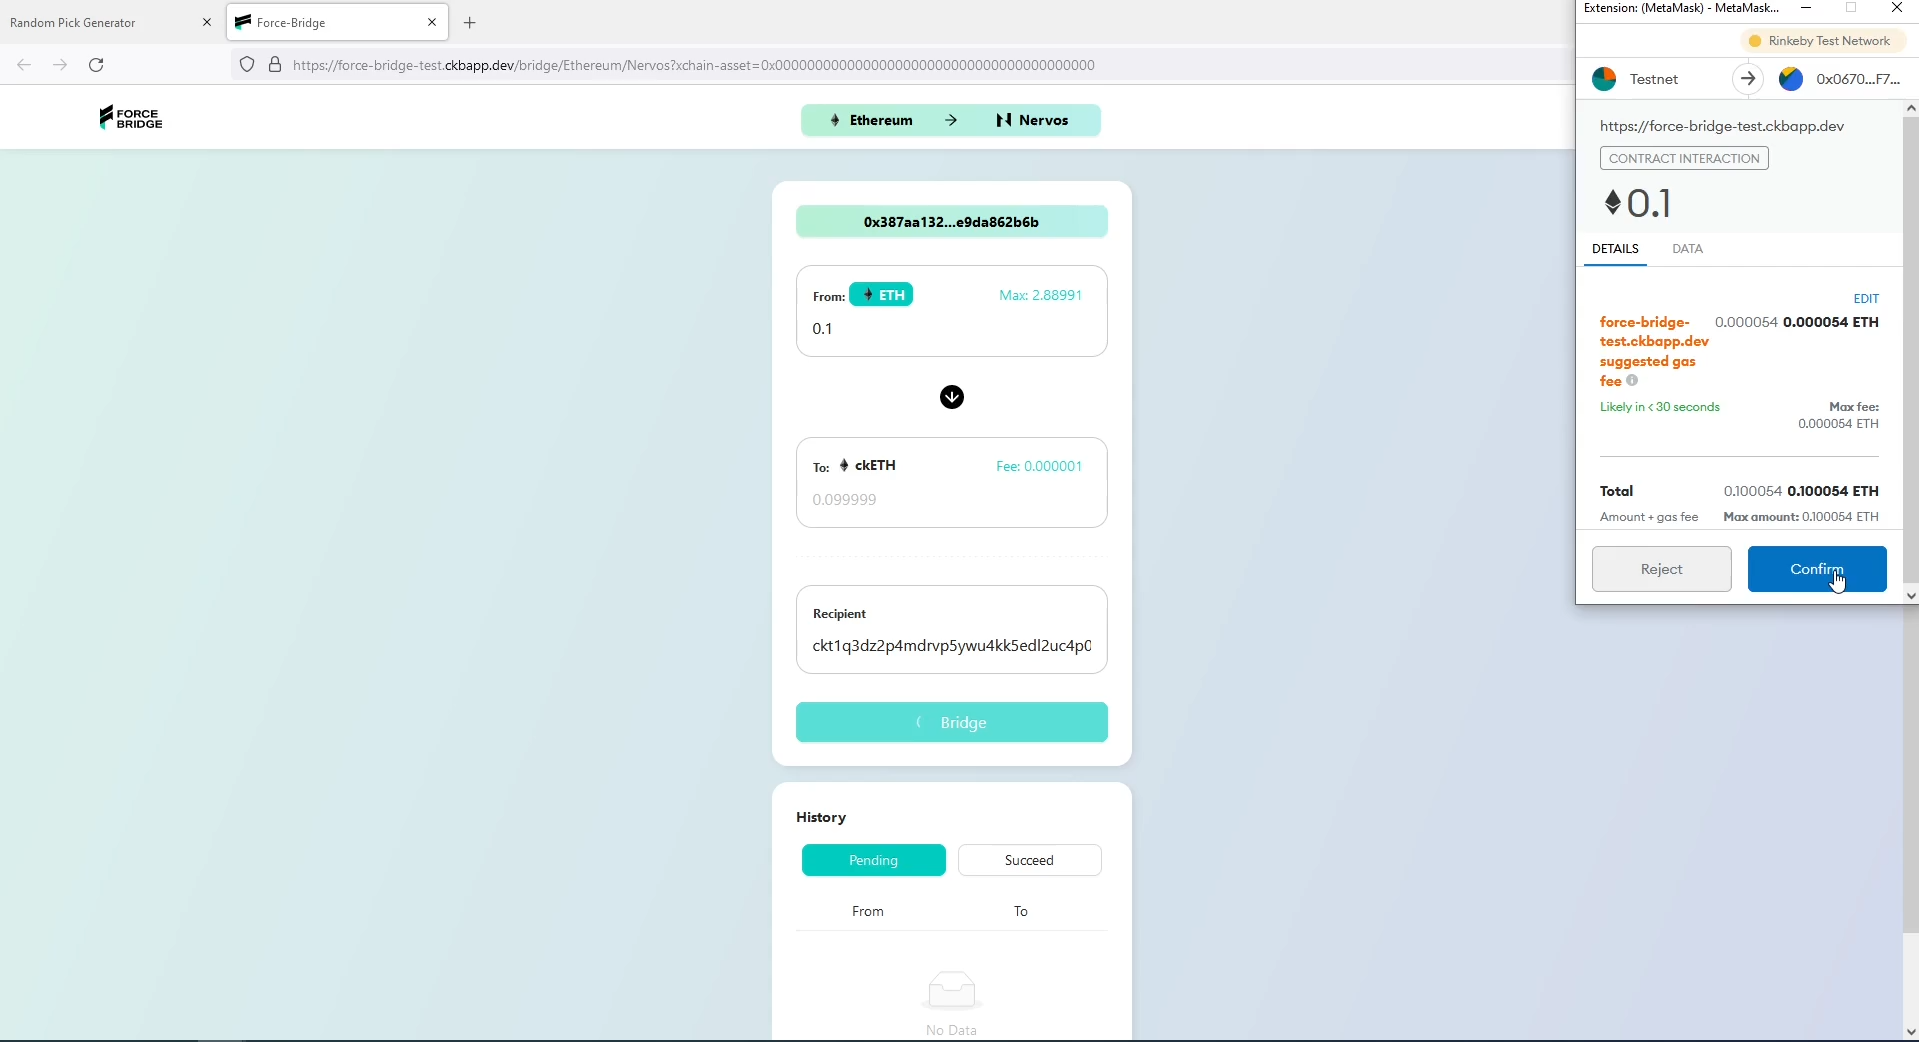 Random Pick Generator
Force-Bridge
https://force-bridge-test.ckbapp.dev/bridge/Ethereum/Nervos?xchain-asset=0x0000000000000000000000000000000000000000
FORCE
BRIDGE
Ethereum → Nervos
0x387aa132...e9da862b6b
From: ETH Max: 2.88991
0.1
To: ckETH Fee: 0.000001
0.099999
Recipient
ckt1q3dz2p4mdrvp5ywu4kk5edl2uc4p0
Bridge
History
Pending Succeed
From To
No Data
Extension: (MetaMask) - MetaMask...
Rinkeby Test Network
Testnet 0x0670...F7...
https://force-bridge-test.ckbapp.dev
CONTRACT INTERACTION
0.1
DETAILS DATA
EDIT
force-bridge- 0.000054 0.000054 ETH
test.ckbapp.dev
suggested gas
fee
Likely in < 30 seconds Max fee:
0.000054 ETH
Total 0.100054 0.100054 ETH
Amount + gas fee Max amount: 0.100054 ETH
Reject Confirm